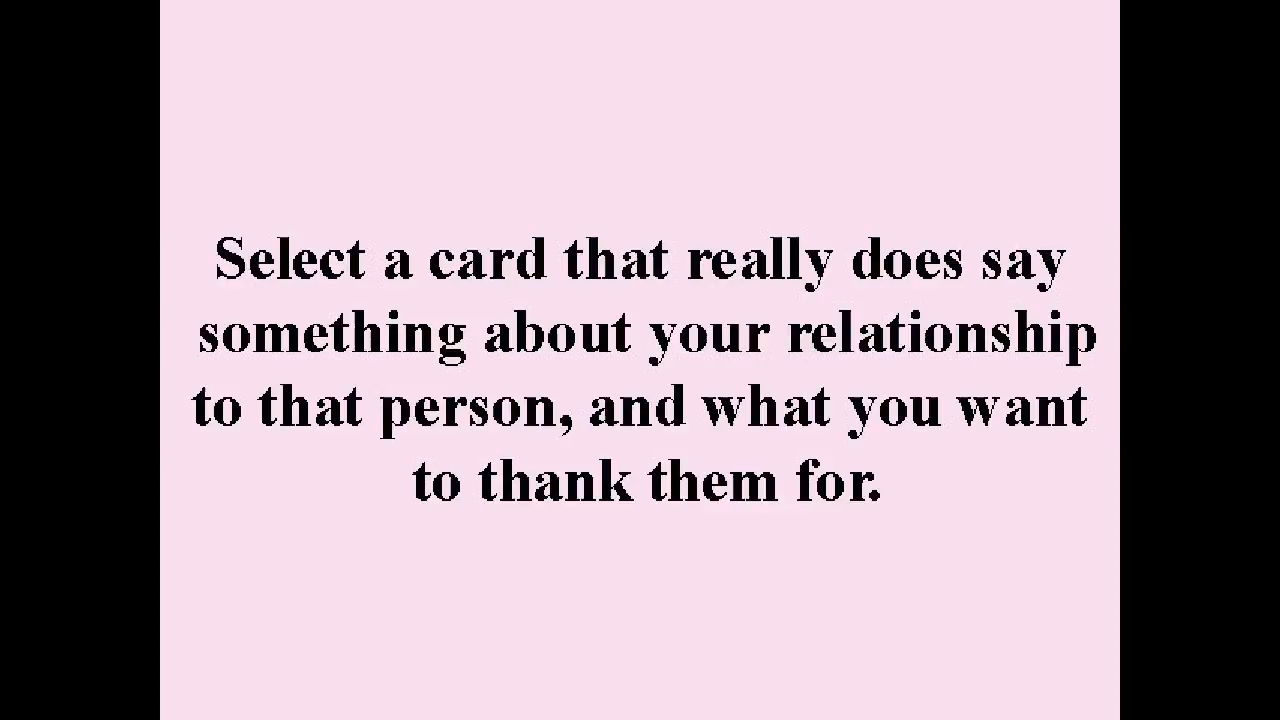 Select a card that really does say
something about your relationship
to that person, and what you want
to thank them for.